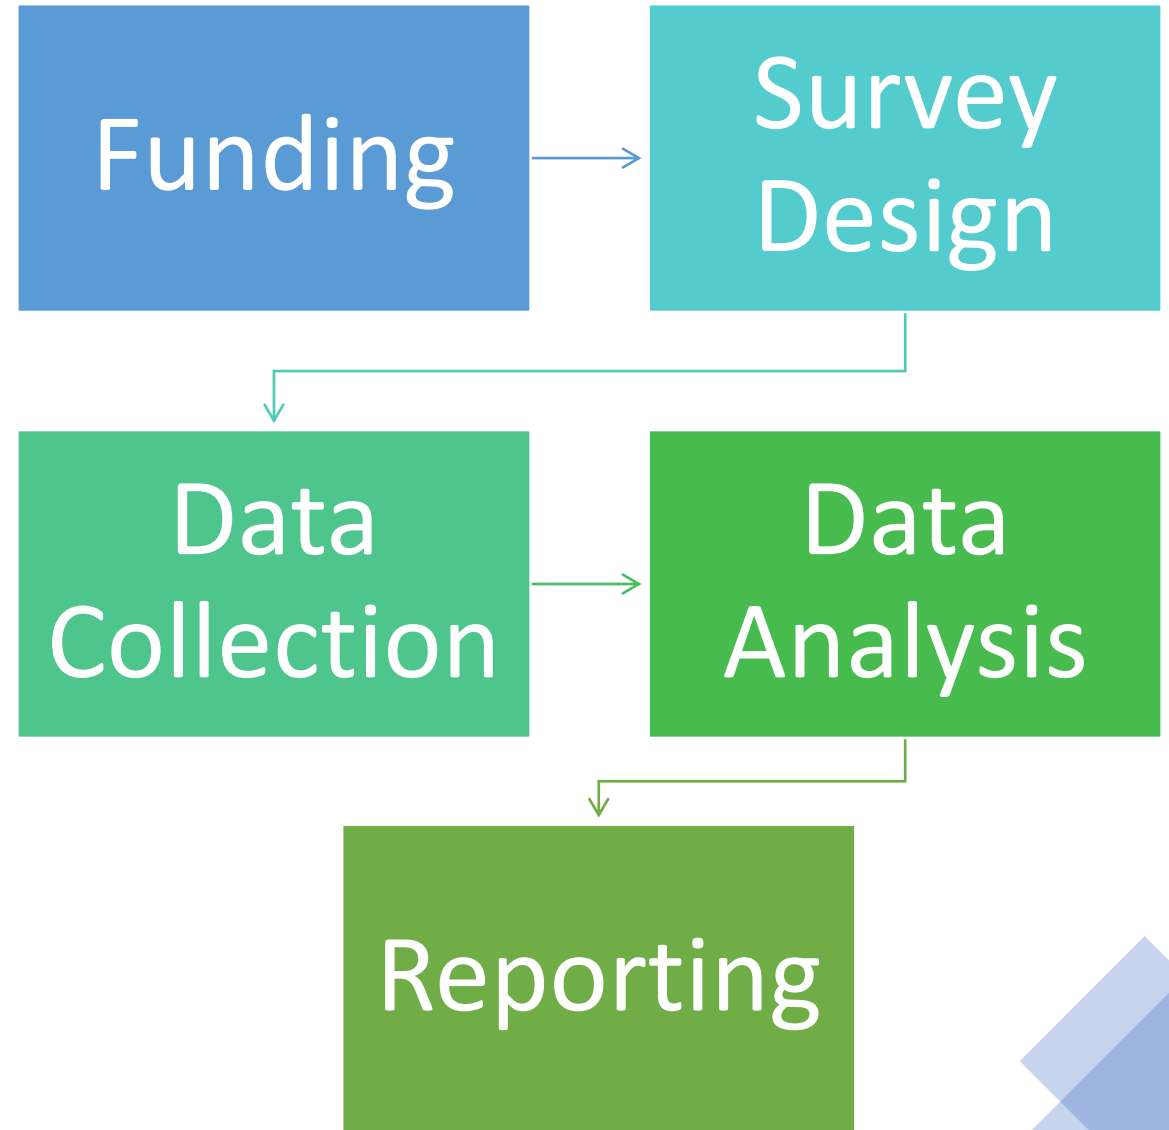 Funding
Survey
Design
Data
Collection
Data
Analysis
Reporting